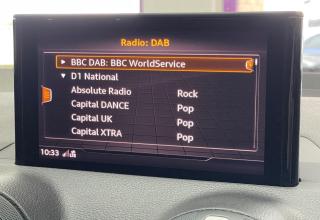 Radio: DAB
BBC DAB: BBC WorldService
D1 National
Absolute Radio Rock
Capital DANCE Pop
Capital UK Pop
Capital XTRA Pop
10:33